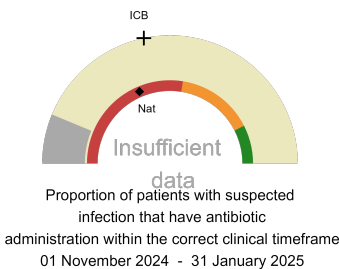 ICB
Nat
Insufficient
data
Proportion of patients with suspected
infection that have antibiotic
administration within the correct clinical timeframe
01 November 2024 - 31 January 2025